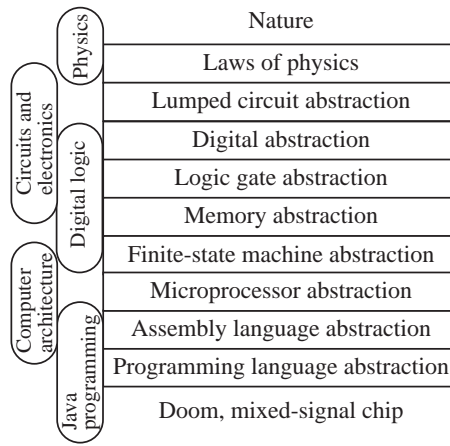 Nature
Laws of physics
Lumped circuit abstraction
Digital abstraction
Logic gate abstraction
Memory abstraction
Finite-state machine abstraction
Microprocessor abstraction
Assembly language abstraction
Programming language abstraction
Doom, mixed-signal chip
Physics
Circuits and
electronics
Digital logic
Computer
architecture
Java
programming